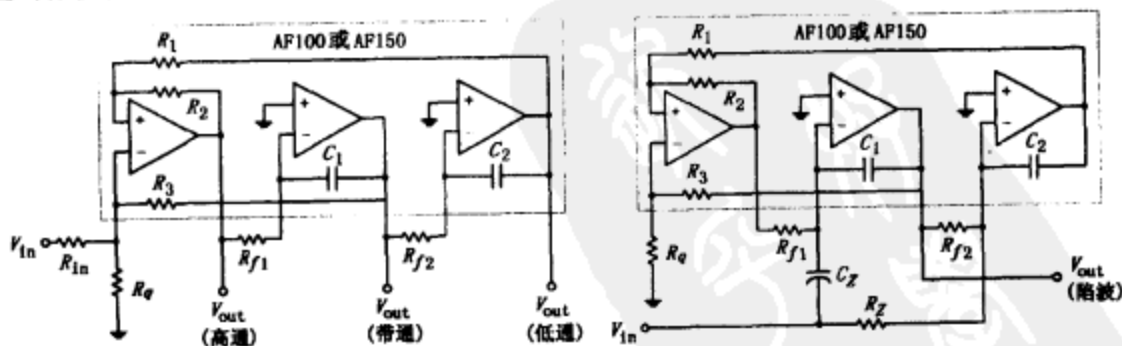 AF100或AF150
R1
R2
+
−
+
−
+
−
C1
C2
R3
Vin
Rin
Rq
Rf1
Rf2
Vout
(高通)
Vout
(带通)
Vout
(低通)
AF100或AF150
R1
R2
+
−
+
−
+
−
C1
C2
R3
Rq
Rf1
Rf2
CZ
RZ
Vin
Vout
(陷波)